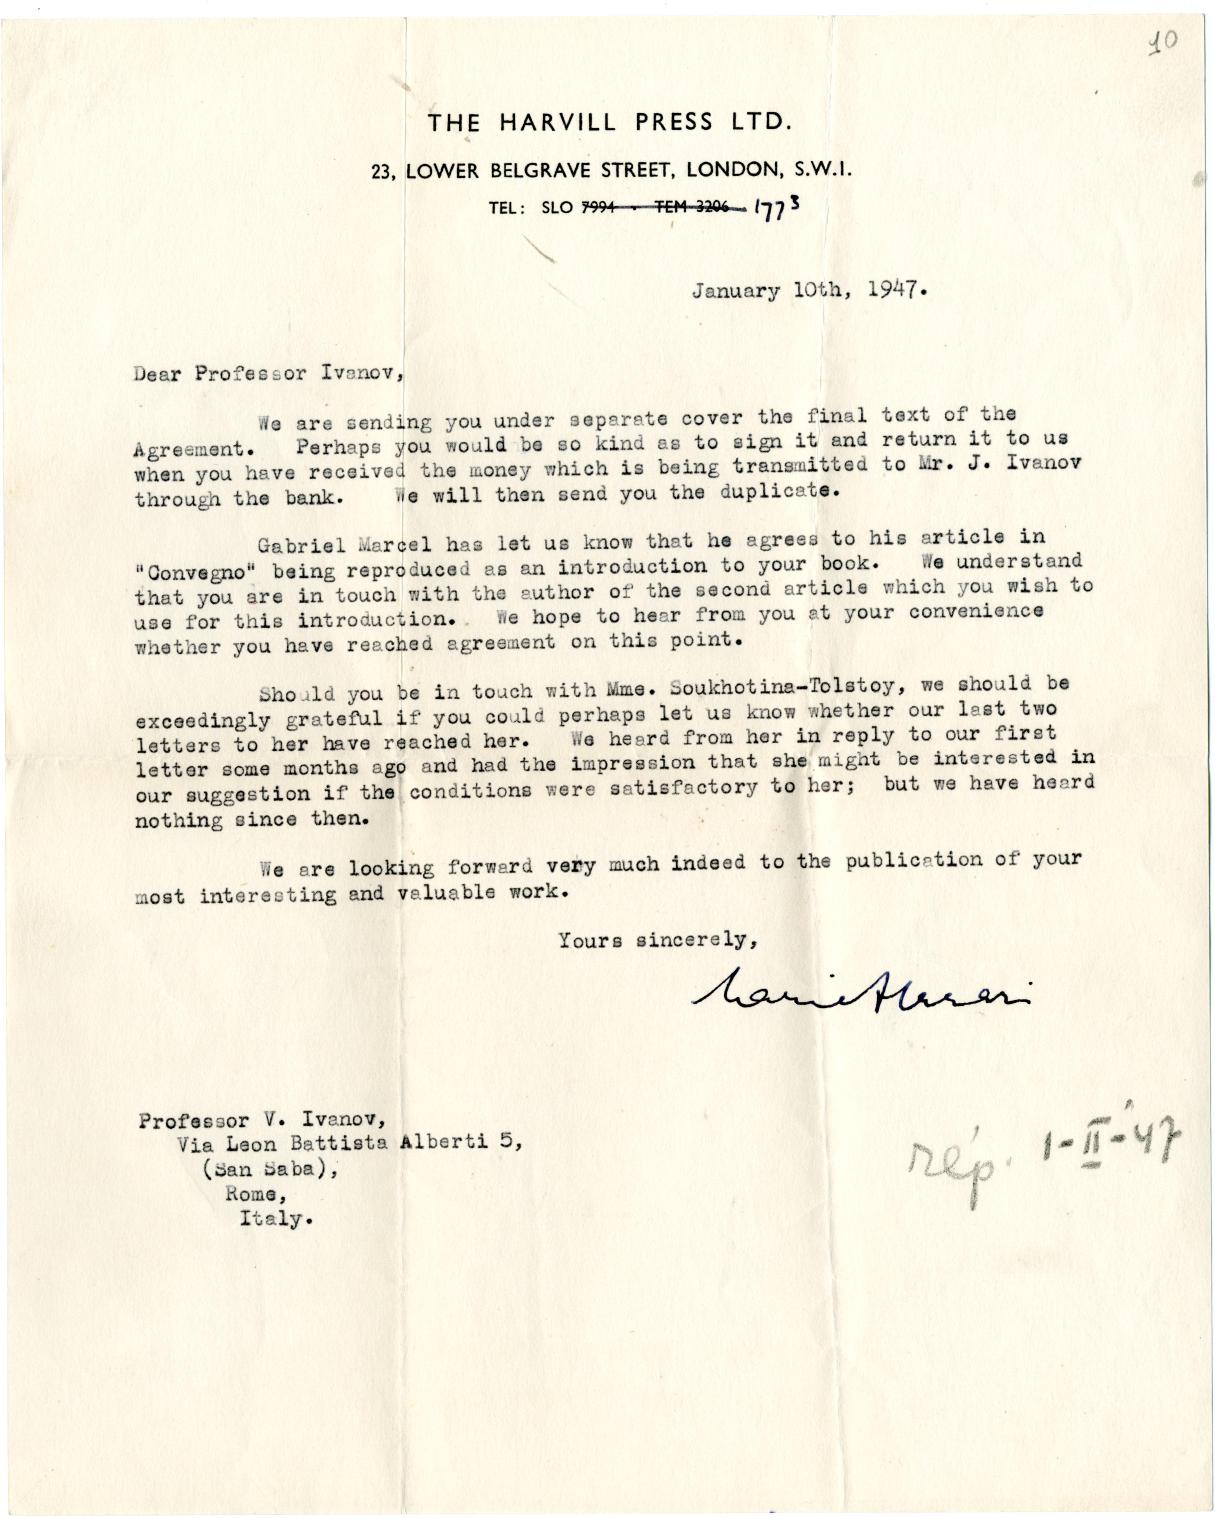 10
THE HARVILL PRESS LTD.
23, LOWER BELGRAVE STREET, LONDON, S.W.1.
TEL: SLO 7994 · TEM 3206 1773
January 10th, 1947.
Dear Professor Ivanov,
We are sending you under separate cover the final text of the
Agreement. Perhaps you would be so kind as to sign it and return it to us
when you have received the money which is being transmitted to Mr. J. Ivanov
through the bank. We will then send you the duplicate.
Gabriel Marcel has let us know that he agrees to his article in
"Convegno" being reproduced as an introduction to your book. We understand
that you are in touch with the author of the second article which you wish to
use for this introduction. We hope to hear from you at your convenience
whether you have reached agreement on this point.
Should you be in touch with Mme. Soukhotina-Tolstoy, we should be
exceedingly grateful if you could perhaps let us know whether our last two
letters to her have reached her. We heard from her in reply to our first
letter some months ago and had the impression that she might be interested in
our suggestion if the conditions were satisfactory to her; but we have heard
nothing since then.
We are looking forward very much indeed to the publication of your
most interesting and valuable work.
Yours sincerely,
Professor V. Ivanov,
Via Leon Battista Alberti 5,
(San Saba),
Rome,
Italy.
rép. 1-II-'47